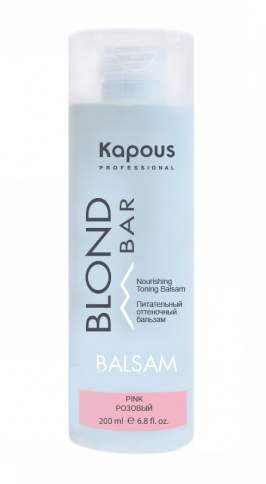 Kapous
PROFESSIONAL
BLOND
BAR
Nourishing
Toning Balsam
Питательный
оттеночный
бальзам
BALSAM
PINK
РОЗОВЫЙ
200 ml ℮ 6.8 fl. oz.